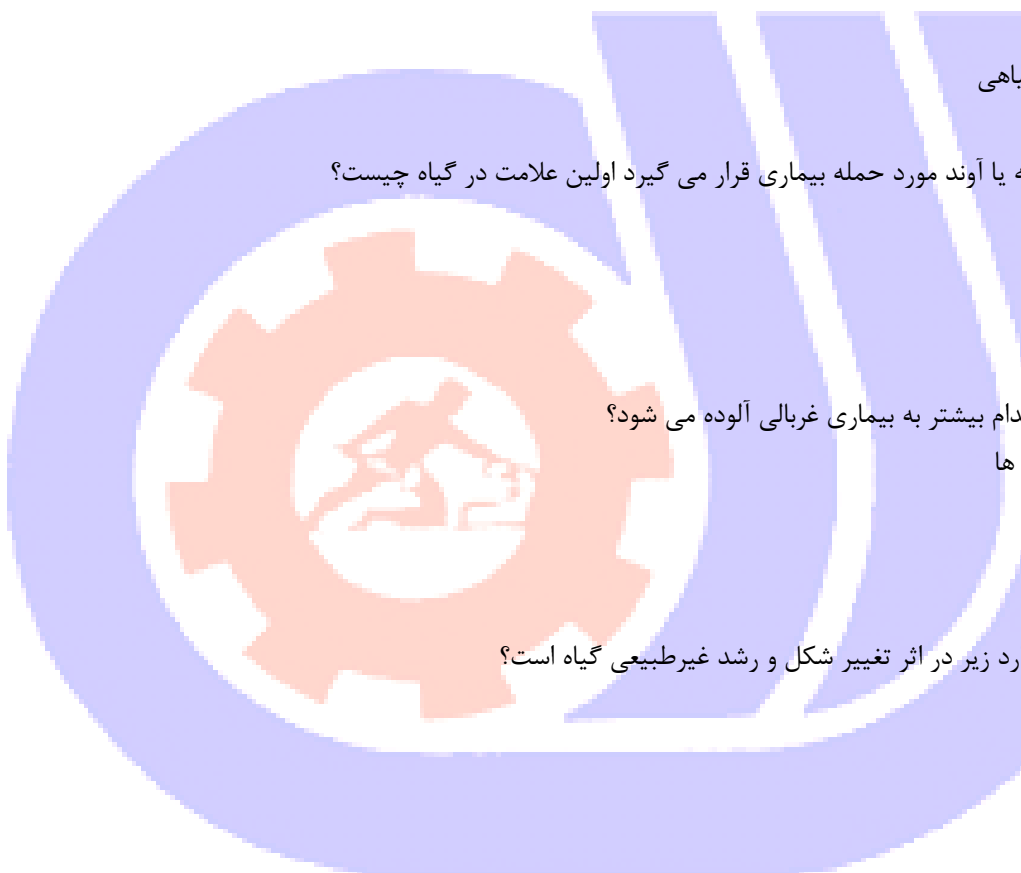 یاهی
ه یا آوند مورد حمله بیماری قرار می گیرد اولین علامت در گیاه چیست؟
دام بیشتر به بیماری غربالی آلوده می شود؟
ها
رد زیر در اثر تغییر شکل و رشد غیرطبیعی گیاه است؟